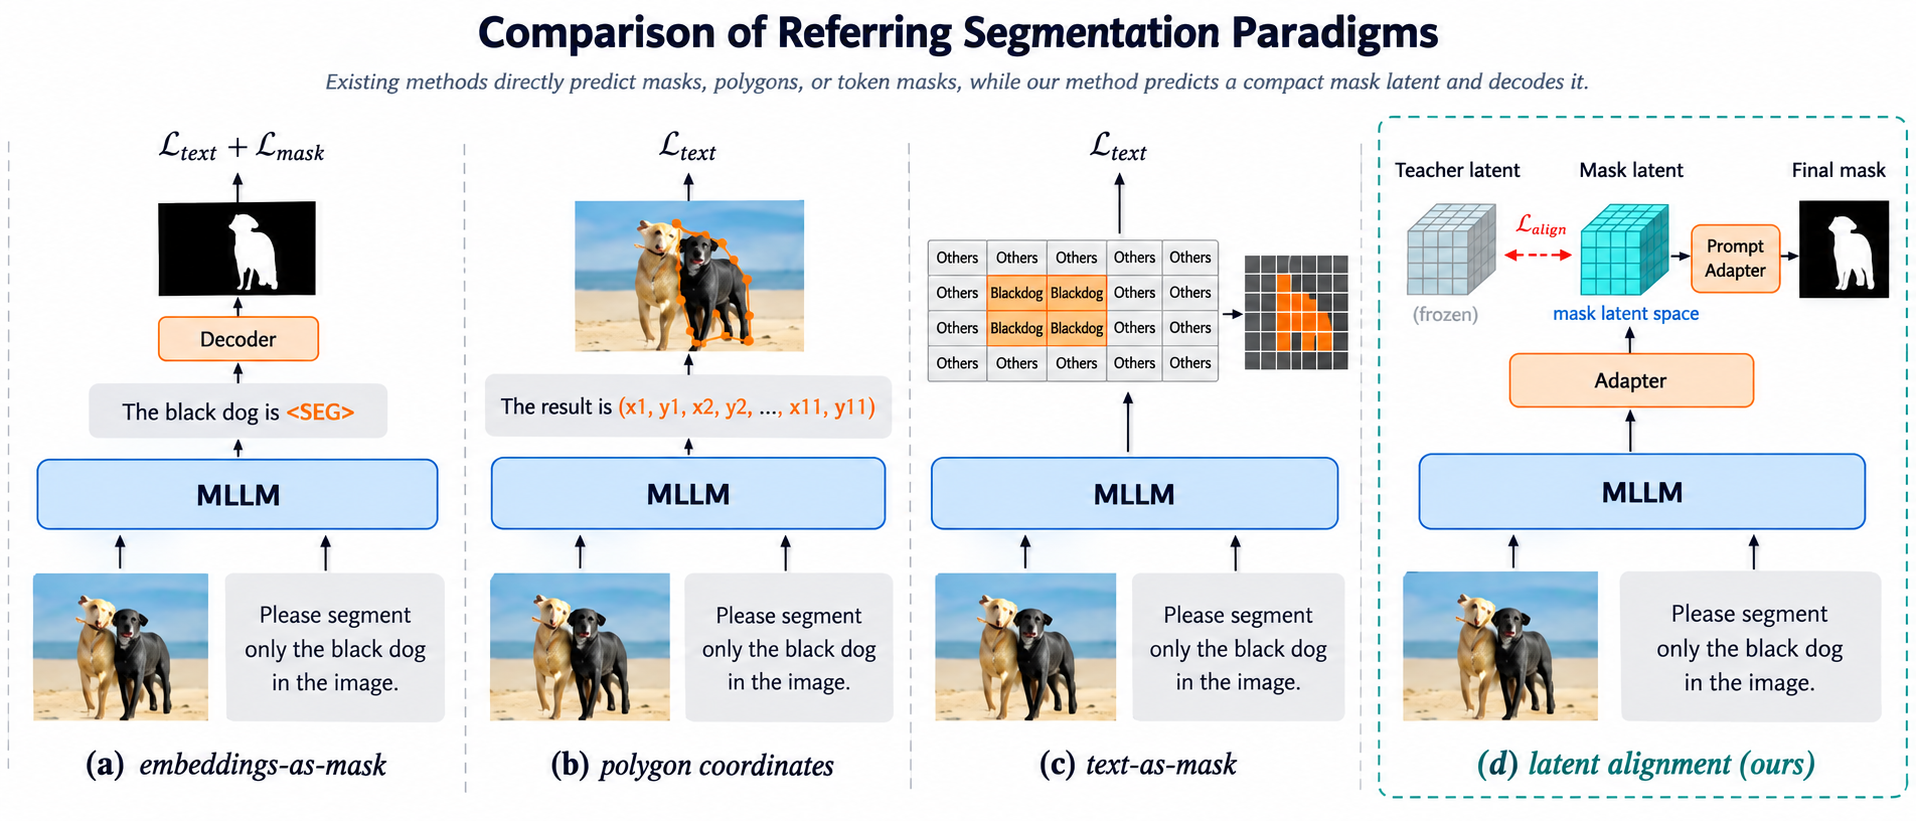 Comparison of Referring Segmentation Paradigms
Existing methods directly predict masks, polygons, or token masks, while our method predicts a compact mask latent and decodes it.
ℒtext + ℒmask
Decoder
The black dog is <SEG>
MLLM
Please segment
only the black dog
in the image.
(a) embeddings-as-mask
ℒtext
The result is (x1, y1, x2, y2, ..., x11, y11)
MLLM
Please segment
only the black dog
in the image.
(b) polygon coordinates
ℒtext
Others Others Others Others Others
Others Blackdog Blackdog Others Others
Others Blackdog Blackdog Others Others
Others Others Others Others Others
MLLM
Please segment
only the black dog
in the image.
(c) text-as-mask
Teacher latent Mask latent Final mask
ℒalign
Prompt
Adapter
(frozen) mask latent space
Adapter
MLLM
Please segment
only the black dog
in the image.
(d) latent alignment (ours)